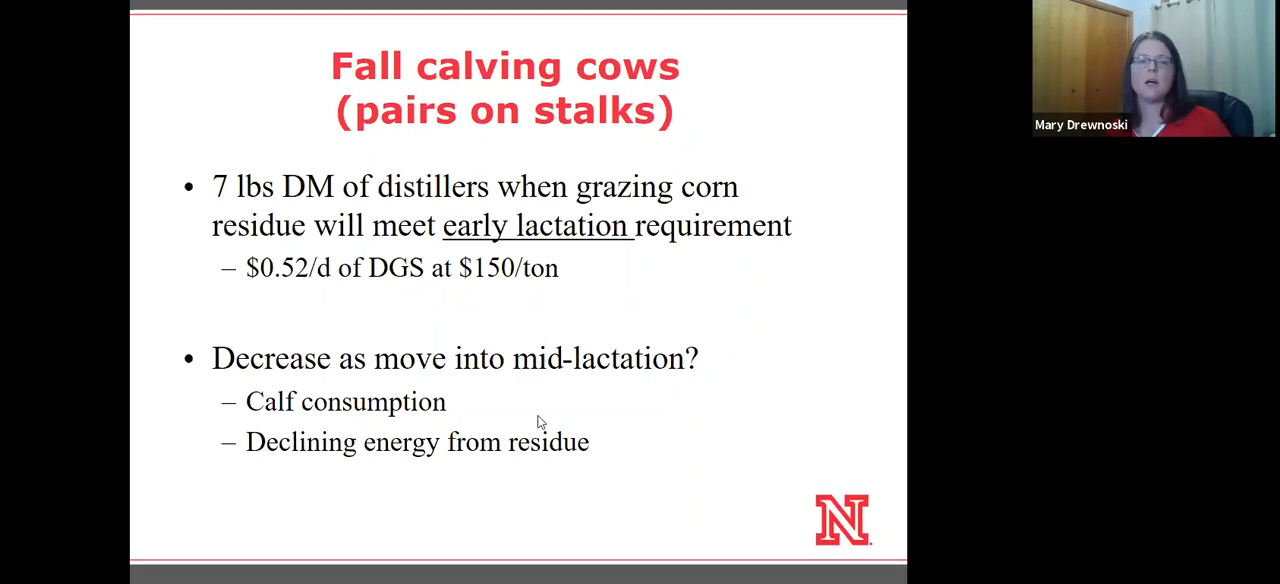 Fall calving cows
(pairs on stalks)
• 7 lbs DM of distillers when grazing corn
residue will meet early lactation requirement
– $0.52/d of DGS at $150/ton
• Decrease as move into mid-lactation?
– Calf consumption
– Declining energy from residue
N
Mary Drewnoski